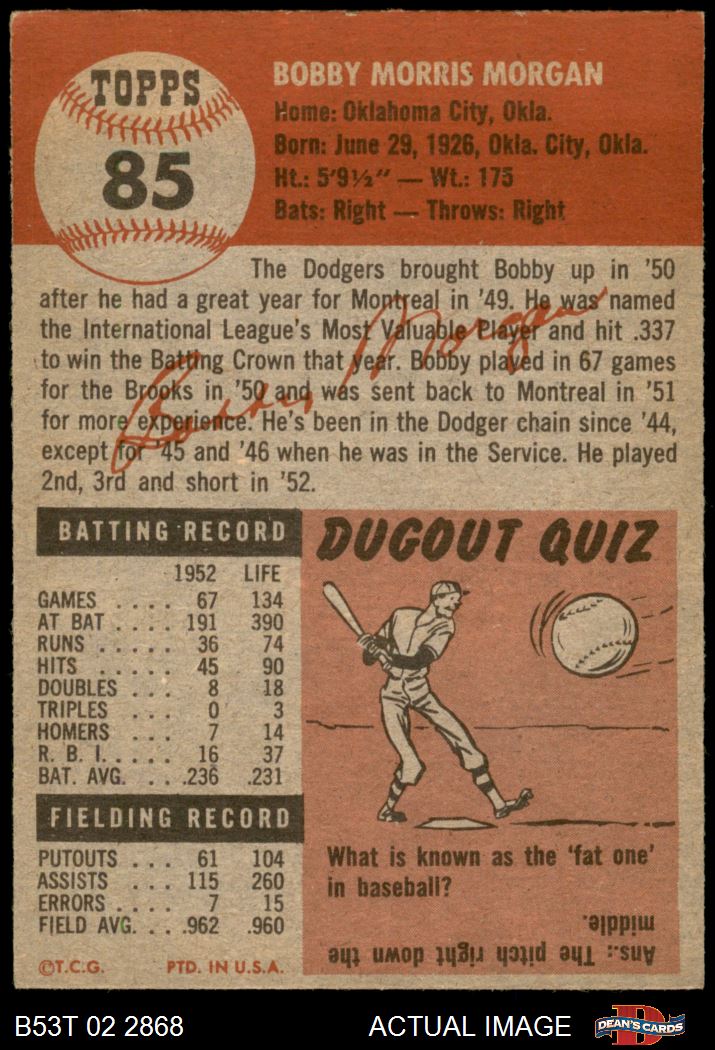 TOPPS
85
BOBBY MORRIS MORGAN
Home: Oklahoma City, Okla.
Born: June 29, 1926, Okla. City, Okla.
Ht.: 5'9½" — Wt.: 175
Bats: Right — Throws: Right
The Dodgers brought Bobby up in '50
after he had a great year for Montreal in '49. He was named
the International League's Most Valuable Player and hit .337
to win the Batting Crown that year. Bobby played in 67 games
for the Brooks in '50 and was sent back to Montreal in '51
for more experience. He's been in the Dodger chain since '44,
except for '45 and '46 when he was in the Service. He played
2nd, 3rd and short in '52.
Bobby Morgan
BATTING RECORD
1952 LIFE
GAMES . . . . 67 134
AT BAT . . . . 191 390
RUNS . . . . . 36 74
HITS . . . . . 45 90
DOUBLES . . . 8 18
TRIPLES . . . 0 3
HOMERS . . . 7 14
R. B. I. . . . . . 16 37
BAT. AVG. . . . .236 .231
FIELDING RECORD
PUTOUTS . . . 61 104
ASSISTS . . . 115 260
ERRORS . . . . 7 15
FIELD AVG. . . . .962 .960
©T.C.G. PTD. IN U.S.A.
DUGOUT QUIZ
What is known as the 'fat one'
in baseball?
Ans.: The pitch right down the
middle.
B53T 02 2868
ACTUAL IMAGE
D
DEAN'S CARDS